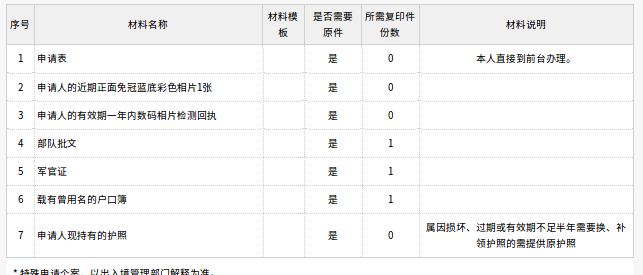 序号 材料名称 材料模板 是否需要原件 所需复印件份数 材料说明
1 申请表 是 0 本人直接到前台办理。
2 申请人的近期正面免冠蓝底彩色相片1张 是 0
3 申请人的有效期一年内数码相片检测回执 是 0
4 部队批文 是 1
5 军官证 是 1
6 载有曾用名的户口簿 是 1
7 申请人现持有的护照 是 0 属因损坏、过期或有效期不足半年需要换、补
领护照的需提供原护照
* 特殊申请个案，以出入境管理部门解释为准。